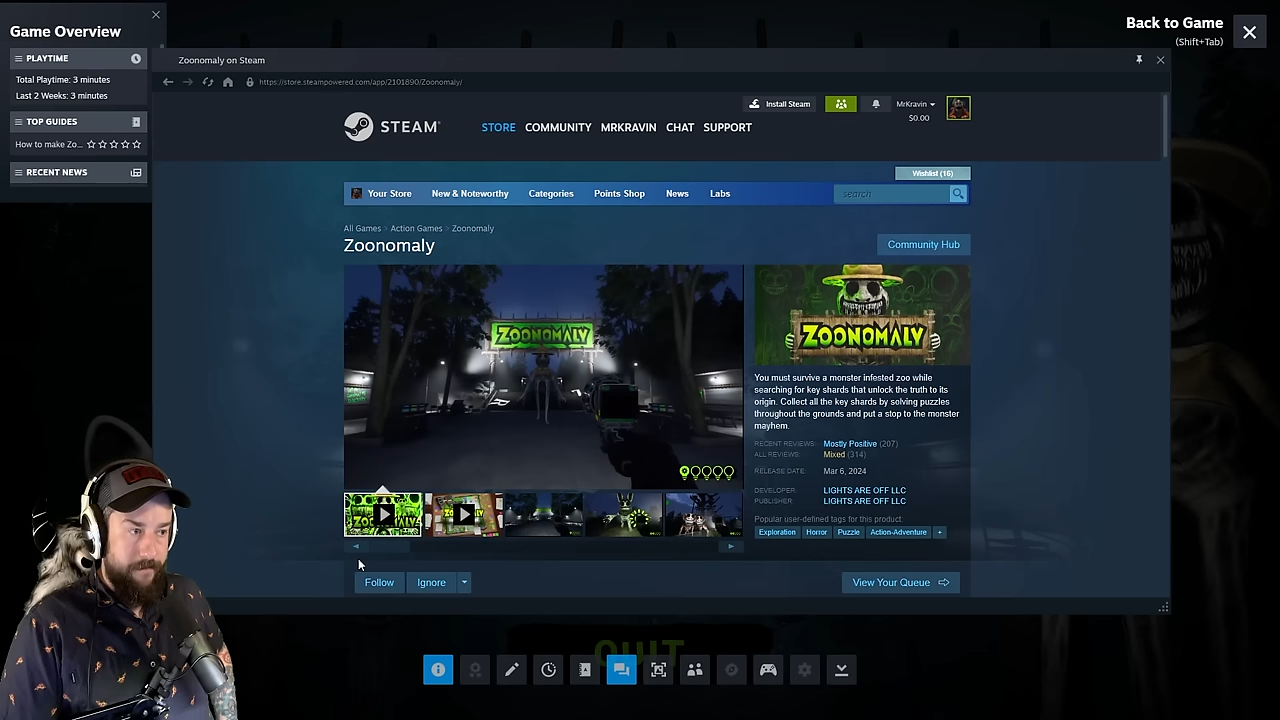 Game Overview
PLAYTIME
Total Playtime: 3 minutes
Last 2 Weeks: 3 minutes
TOP GUIDES
How to make Zo...
RECENT NEWS
Back to Game
(Shift+Tab)
Zoonomaly on Steam
https://store.steampowered.com/app/2101890/Zoonomaly/
Install Steam
MrKravin
$0.00
STEAM
STORE COMMUNITY MRKRAVIN CHAT SUPPORT
Wishlist (16)
Your Store New & Noteworthy Categories Points Shop News Labs
search
All Games > Action Games > Zoonomaly
Zoonomaly
Community Hub
ZOONOMALY
ZOONOMALY
You must survive a monster infested zoo while
searching for key shards that unlock the truth to its
origin. Collect all the key shards by solving puzzles
throughout the grounds and put a stop to the monster
mayhem.
RECENT REVIEWS: Mostly Positive (207)
ALL REVIEWS: Mixed (314)
RELEASE DATE: Mar 6, 2024
DEVELOPER: LIGHTS ARE OFF LLC
PUBLISHER: LIGHTS ARE OFF LLC
Popular user-defined tags for this product:
Exploration Horror Puzzle Action-Adventure +
Follow
Ignore
View Your Queue
QUIT